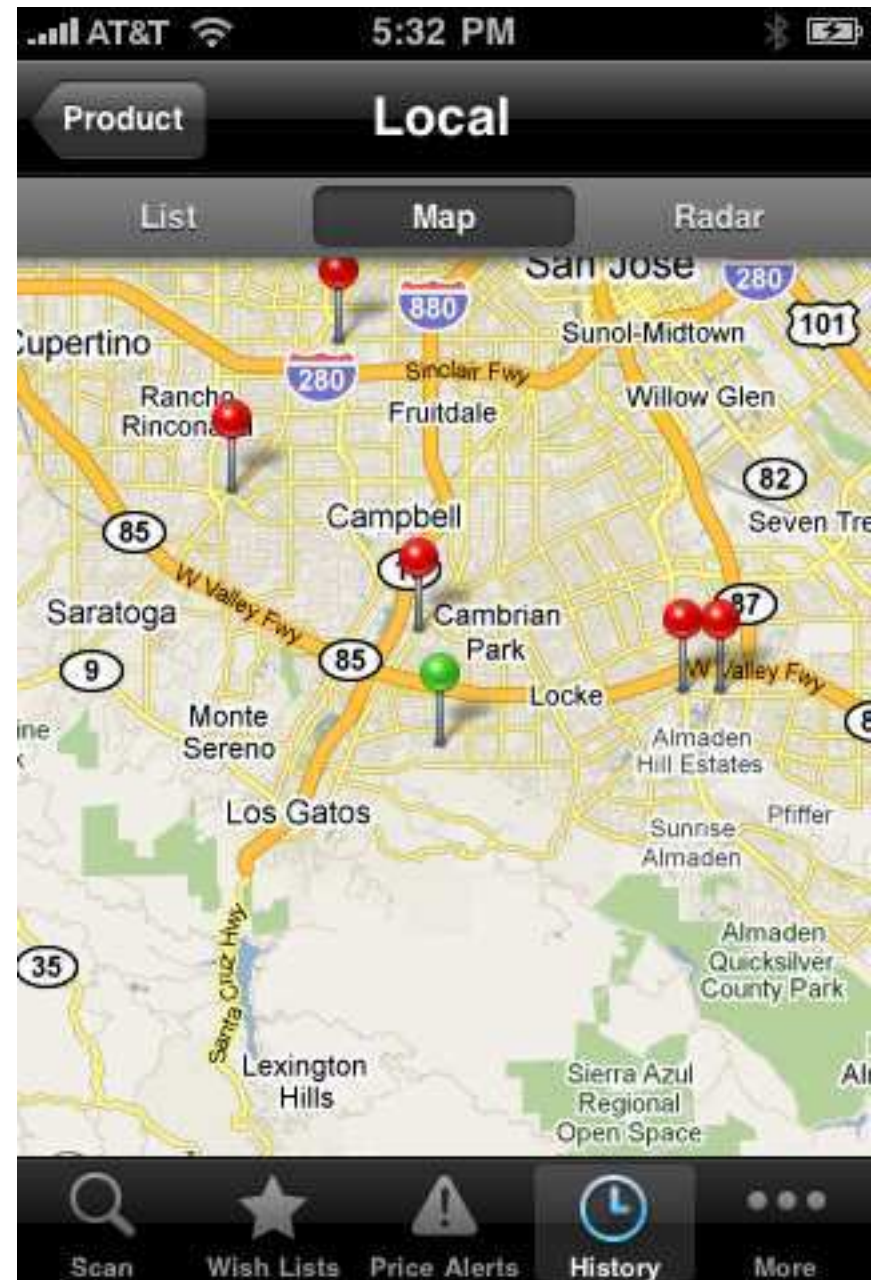 AT&T 5:32 PM
Product Local
List Map Radar
San Jose
280
880
101
Sunol-Midtown
Cupertino
280
Sinclair Fwy
Rancho
Fruitdale
Willow Glen
82
Campbell
85
Seven Tre
W Valley Fwy
87
Saratoga
Cambrian
Park
9
85
W Valley Fwy
Locke
Monte
Sereno
Almaden
Hill Estates
Los Gatos
Pfiffer
Sunrise
Almaden
Santa Cruz Hwy
35
Almaden
Quicksilver
County Park
Lexington
Hills
Sierra Azul
Regional
Open Space
Scan Wish Lists Price Alerts History More